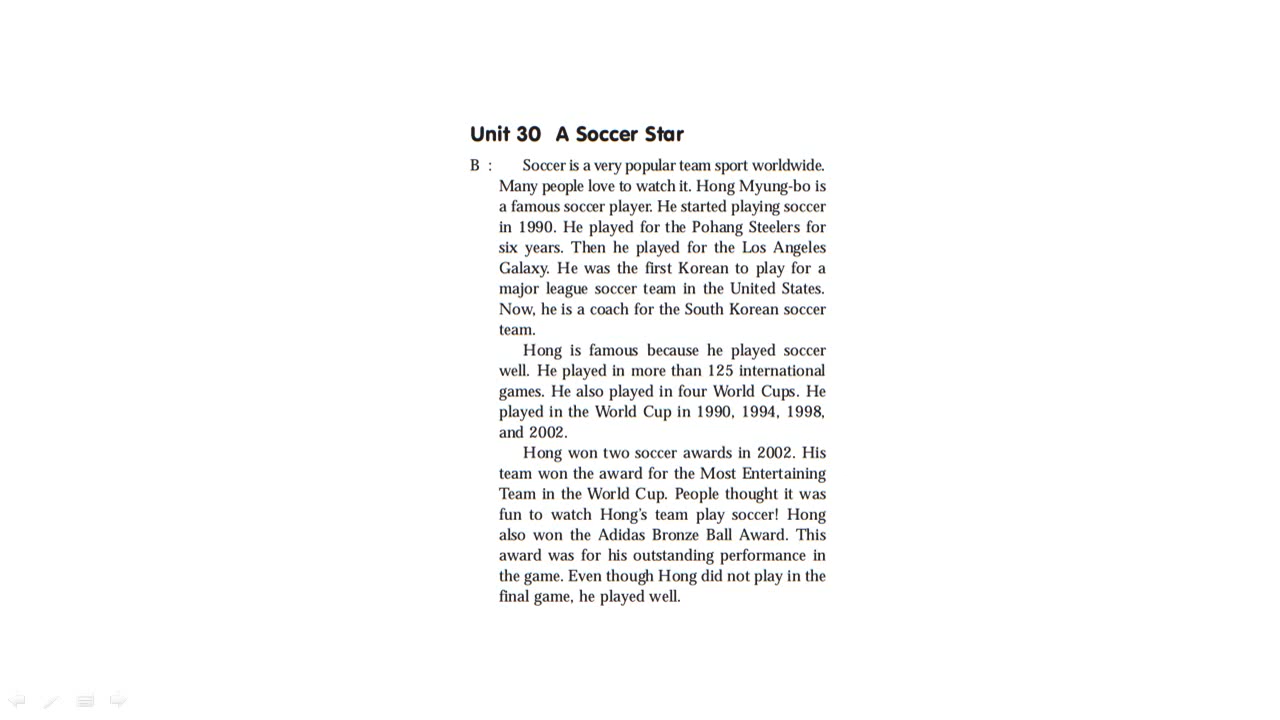 Unit 30 A Soccer Star
B : Soccer is a very popular team sport worldwide.
Many people love to watch it. Hong Myung-bo is
a famous soccer player. He started playing soccer
in 1990. He played for the Pohang Steelers for
six years. Then he played for the Los Angeles
Galaxy. He was the first Korean to play for a
major league soccer team in the United States.
Now, he is a coach for the South Korean soccer
team.
Hong is famous because he played soccer
well. He played in more than 125 international
games. He also played in four World Cups. He
played in the World Cup in 1990, 1994, 1998,
and 2002.
Hong won two soccer awards in 2002. His
team won the award for the Most Entertaining
Team in the World Cup. People thought it was
fun to watch Hong's team play soccer! Hong
also won the Adidas Bronze Ball Award. This
award was for his outstanding performance in
the game. Even though Hong did not play in the
final game, he played well.